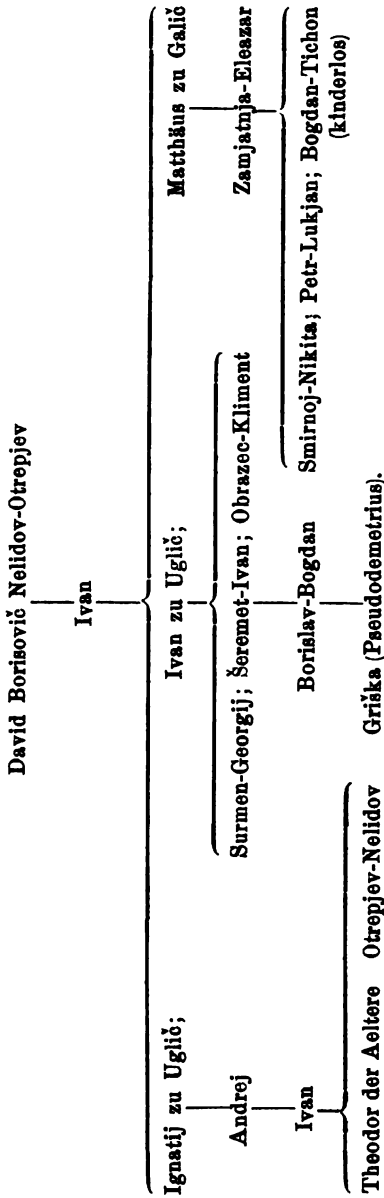 David Borisovič Nelidov-Otrepjev
Ivan
Ignatij zu Uglič; Ivan zu Uglič; Matthäus zu Galič
Andrej Surmen-Georgij; Šeremet-Ivan; Obrazec-Kliment Zamjatnja-Eleazar
Ivan Borislav-Bogdan Smirnoj-Nikita; Petr-Lukjan; Bogdan-Tichon
(kinderlos)
Theodor der Aeltere Otrepjev-Nelidov Griška (Pseudodemetrius).